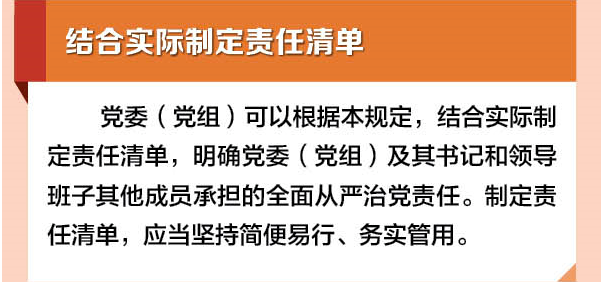 结合实际制定责任清单
党委（党组）可以根据本规定，结合实际制
定责任清单，明确党委（党组）及其书记和领导
班子其他成员承担的全面从严治党责任。制定责
任清单，应当坚持简便易行、务实管用。